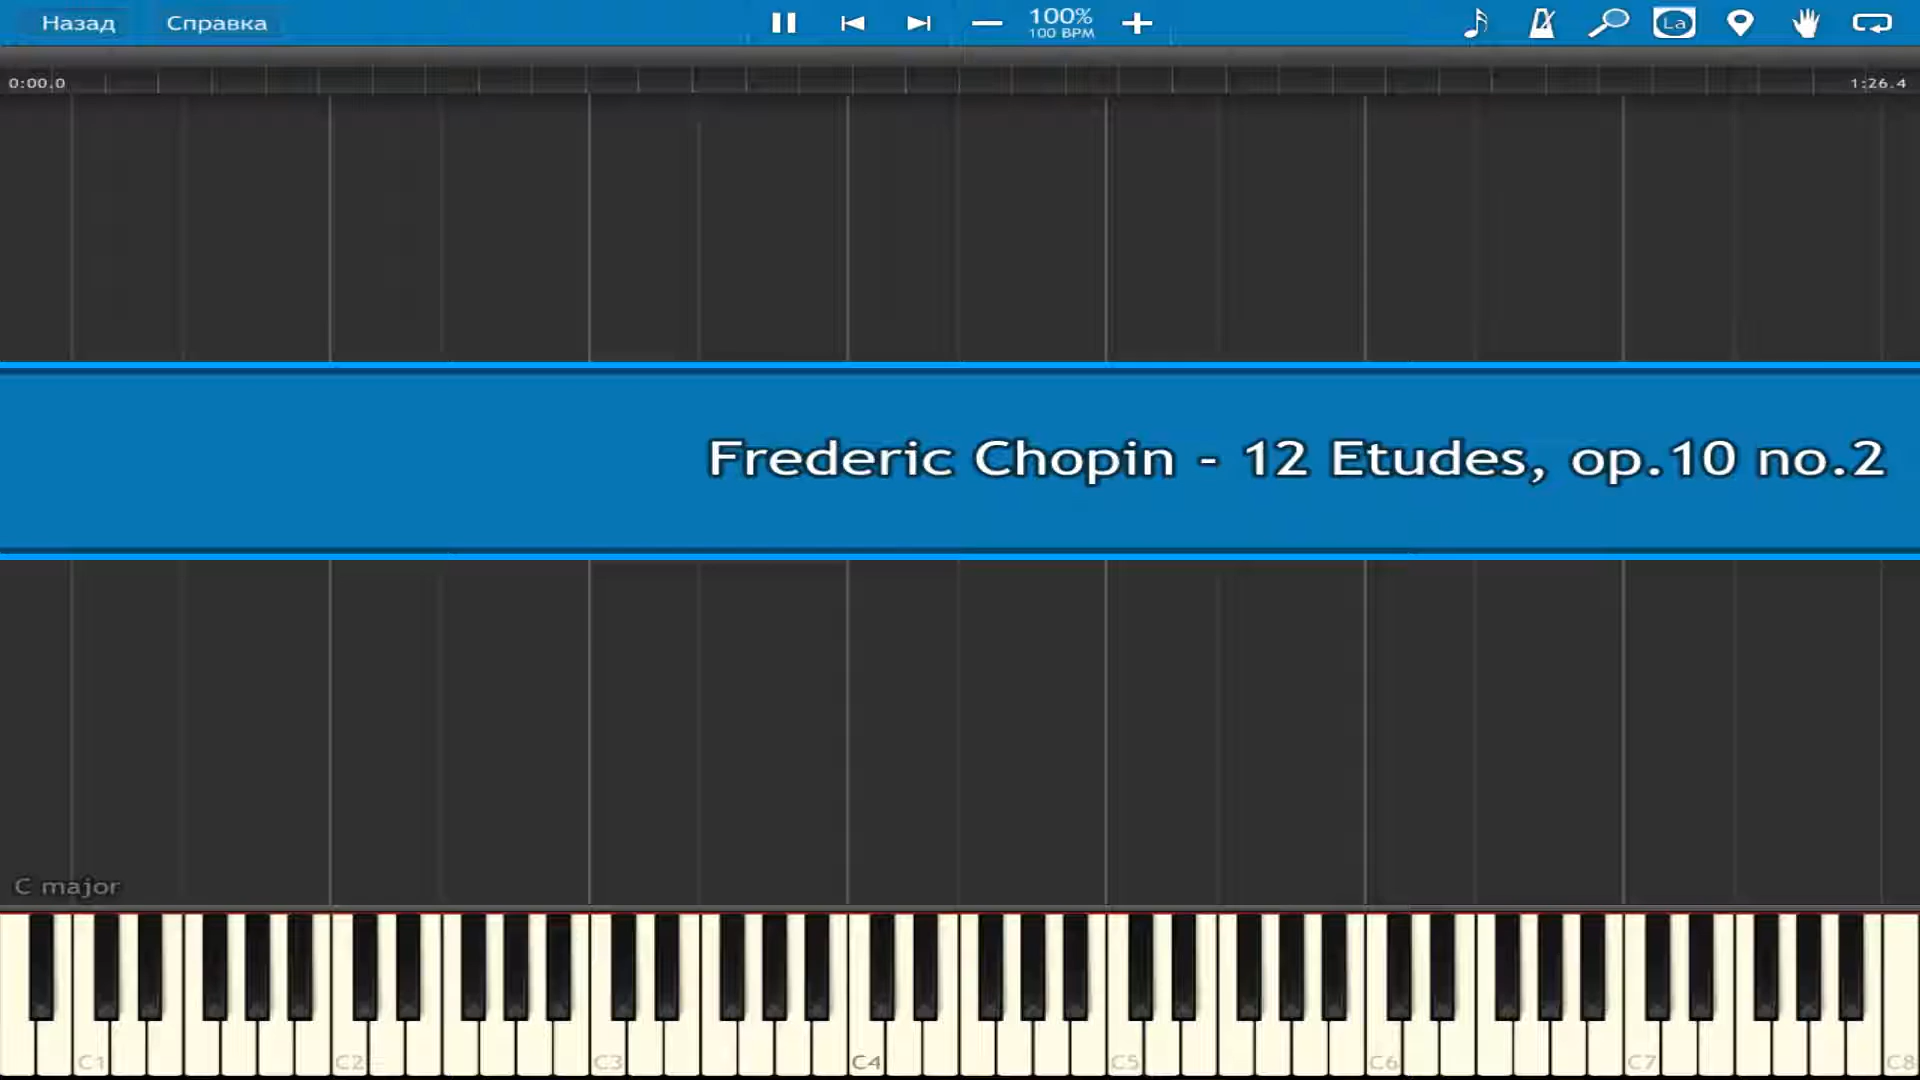 Назад Справка 100% La
100 BPM
0:00.0 1:26.4
Frederic Chopin - 12 Etudes, op.10 no.2
C major
C1 C2 C3 C4 C5 C6 C7 C8